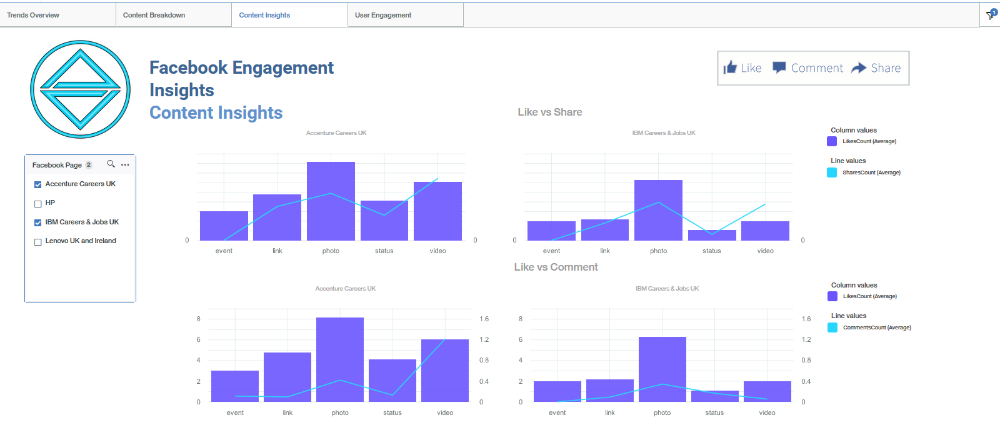 Trends Overview
Content Breakdown
Content Insights
User Engagement
1
Facebook Engagement
Insights
Content Insights
Like
Comment
Share
Facebook Page 2
Accenture Careers UK
HP
IBM Careers & Jobs UK
Lenovo UK and Ireland
Like vs Share
Accenture Careers UK
0
0
event link photo status video
IBM Careers & Jobs UK
0
0
event link photo status video
Column values
LikesCount (Average)
Line values
SharesCount (Average)
Like vs Comment
Accenture Careers UK
8 1.6
6 1.2
4 0.8
2 0.4
0 0
event link photo status video
IBM Careers & Jobs UK
8 1.6
6 1.2
4 0.8
2 0.4
0 0
event link photo status video
Column values
LikesCount (Average)
Line values
CommentsCount (Average)